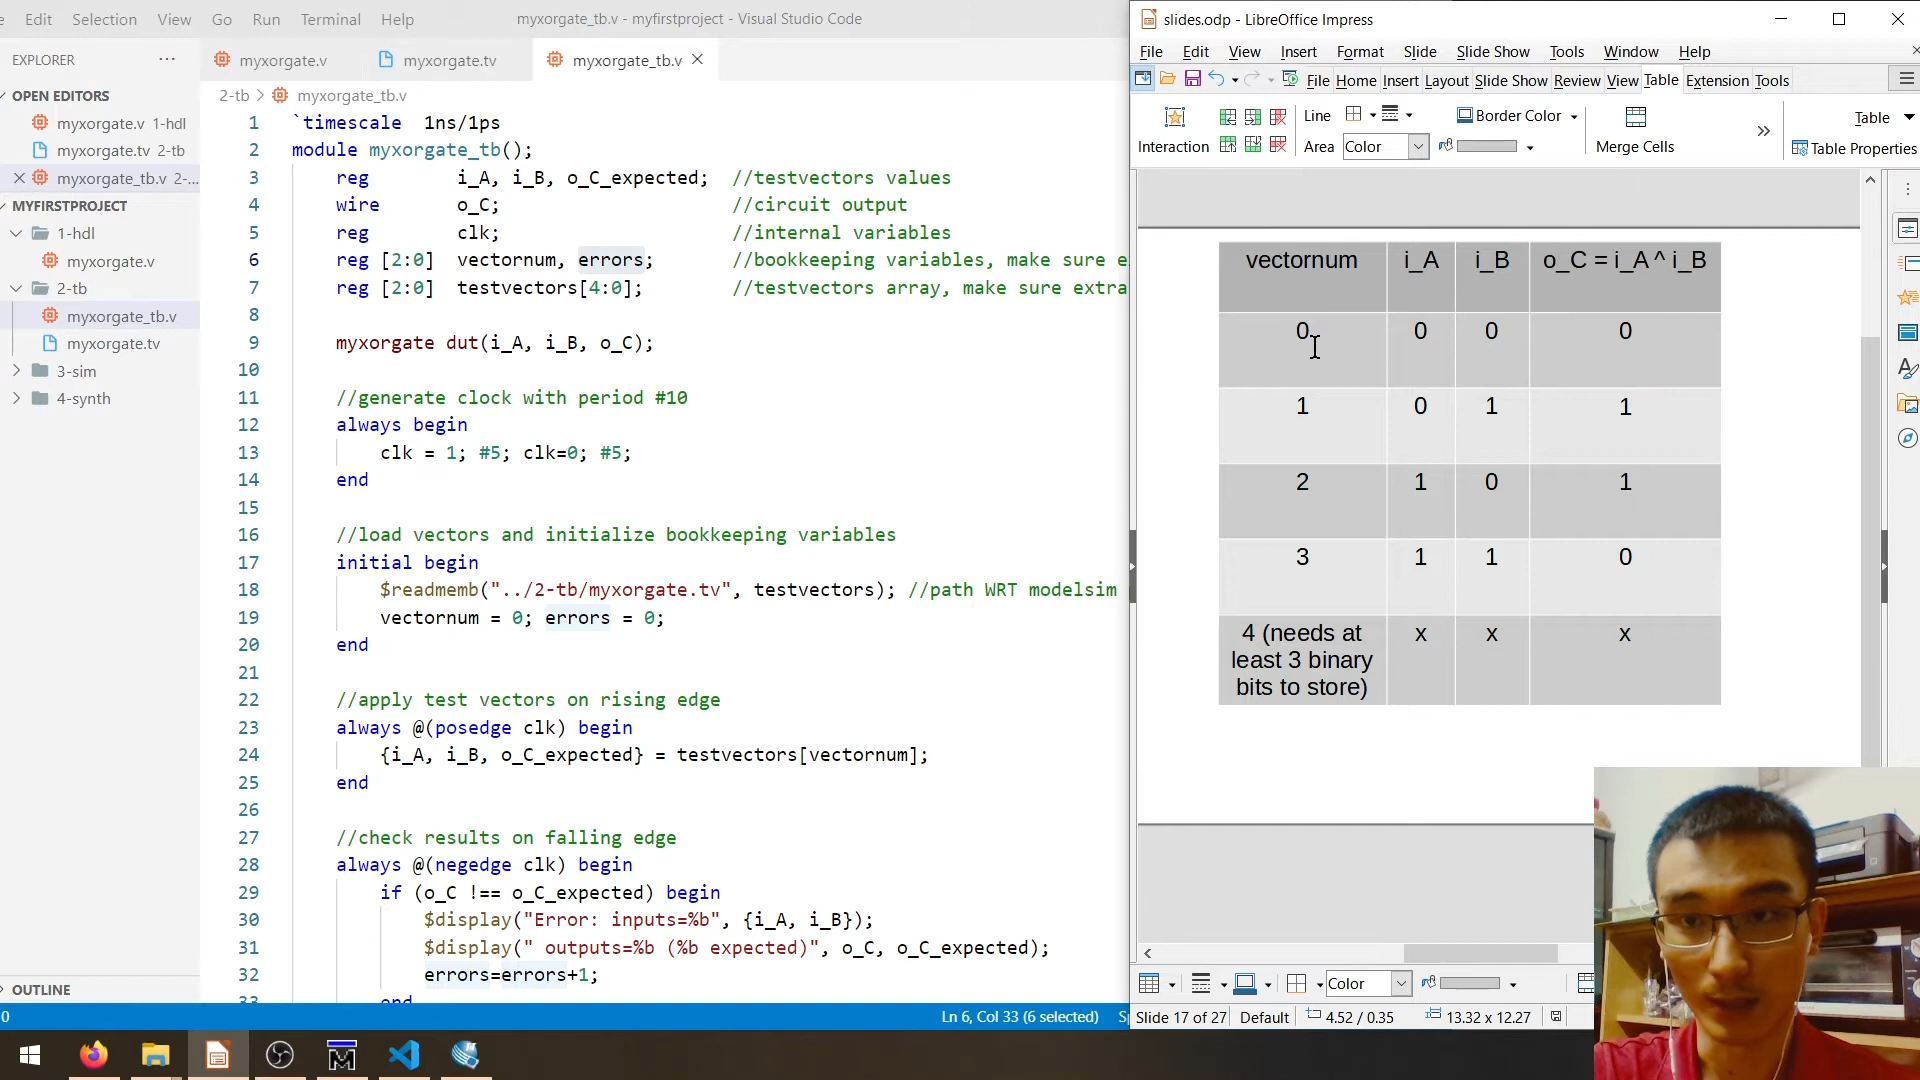 Edit Selection View Go Run Terminal Help
myxorgate_tb.v - myfirstproject - Visual Studio Code
EXPLORER
OPEN EDITORS
myxorgate.v 1-hdl
myxorgate.tv 2-tb
myxorgate_tb.v 2-...
MYFIRSTPROJECT
1-hdl
myxorgate.v
2-tb
myxorgate_tb.v
myxorgate.tv
3-sim
4-synth
OUTLINE
myxorgate.v
myxorgate.tv
myxorgate_tb.v
2-tb > myxorgate_tb.v
1 `timescale 1ns/1ps
2 module myxorgate_tb();
3 reg i_A, i_B, o_C_expected; //testvectors values
4 wire o_C; //circuit output
5 reg clk; //internal variables
6 reg [2:0] vectornum, errors; //bookkeeping variables, make sure e
7 reg [2:0] testvectors[4:0]; //testvectors array, make sure extra
8
9 myxorgate dut(i_A, i_B, o_C);
10
11 //generate clock with period #10
12 always begin
13 clk = 1; #5; clk=0; #5;
14 end
15
16 //load vectors and initialize bookkeeping variables
17 initial begin
18 $readmemb("../2-tb/myxorgate.tv", testvectors); //path WRT modelsim
19 vectornum = 0; errors = 0;
20 end
21
22 //apply test vectors on rising edge
23 always @(posedge clk) begin
24 {i_A, i_B, o_C_expected} = testvectors[vectornum];
25 end
26
27 //check results on falling edge
28 always @(negedge clk) begin
29 if (o_C !== o_C_expected) begin
30 $display("Error: inputs=%b", {i_A, i_B});
31 $display(" outputs=%b (%b expected)", o_C, o_C_expected);
32 errors=errors+1;
33 end
0
Ln 6, Col 33 (6 selected) Sp
slides.odp - LibreOffice Impress
File Edit View Insert Format Slide Slide Show Tools Window Help
File Home Insert Layout Slide Show Review View Table Extension Tools
Interaction
Line
Border Color
Area Color
Merge Cells
Table
Table Properties
vectornum i_A i_B o_C = i_A ^ i_B
0 0 0 0
1 0 1 1
2 1 0 1
3 1 1 0
4 (needs at
least 3 binary
bits to store) x x x
Color
Slide 17 of 27 Default 4.52 / 0.35 13.32 x 12.27